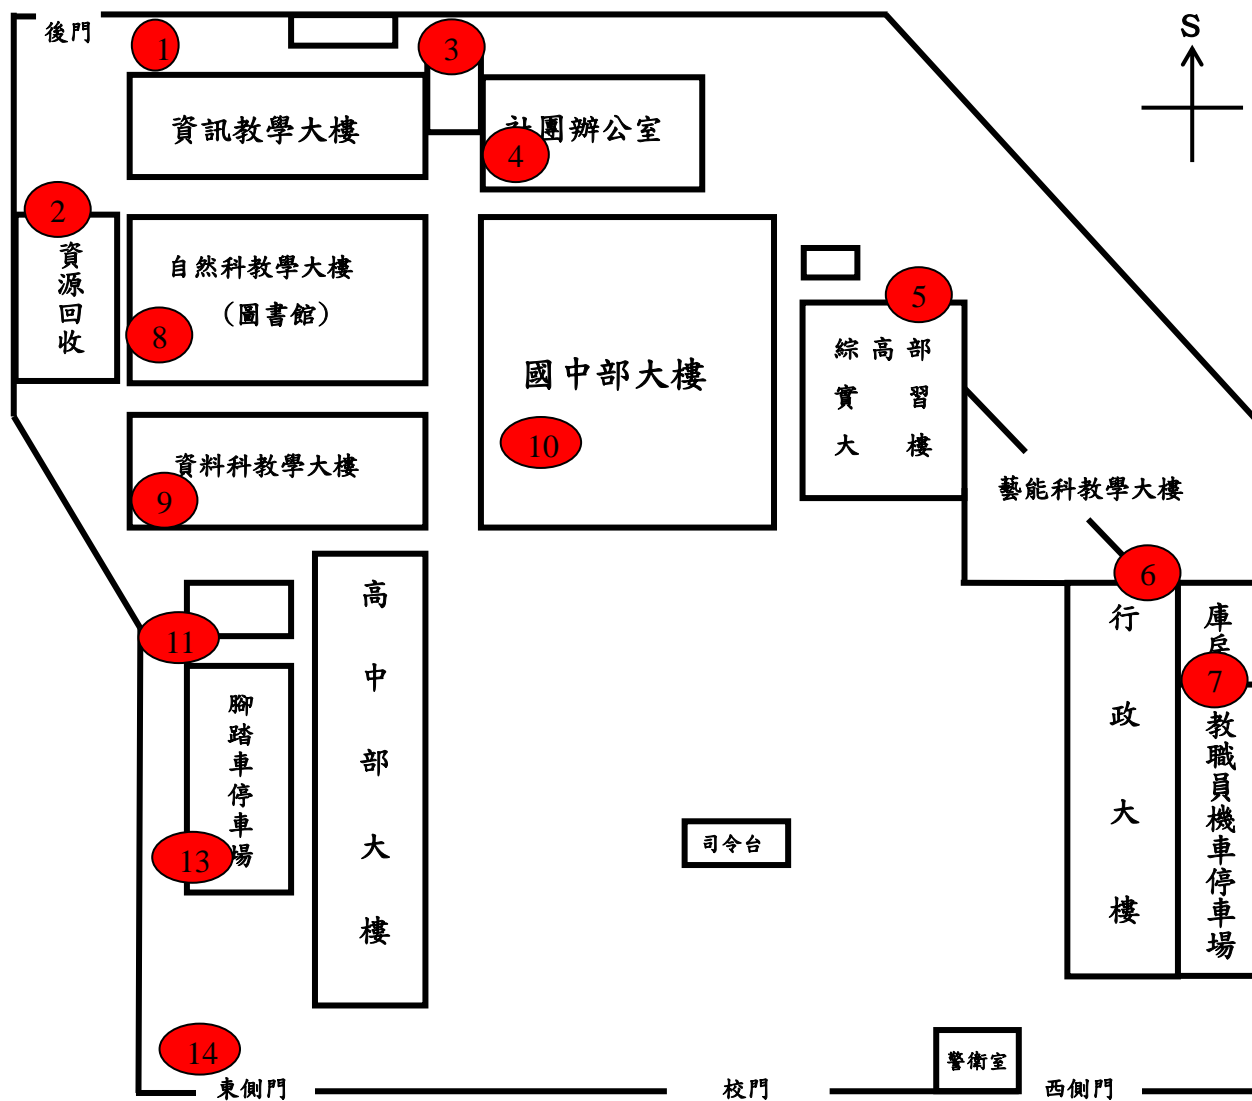 後門
1
3
S
資訊教學大樓
社團辦公室
4
2
資源回收
自然科教學大樓
（圖書館）
8
5
綜高部
實習
大樓
國中部大樓
10
資料科教學大樓
9
藝能科教學大樓
6
高中部大樓
11
行政大樓
庫房
7
腳踏車停車場
13
教職員機車停車場
司令台
14
東側門
校門
警衛室
西側門